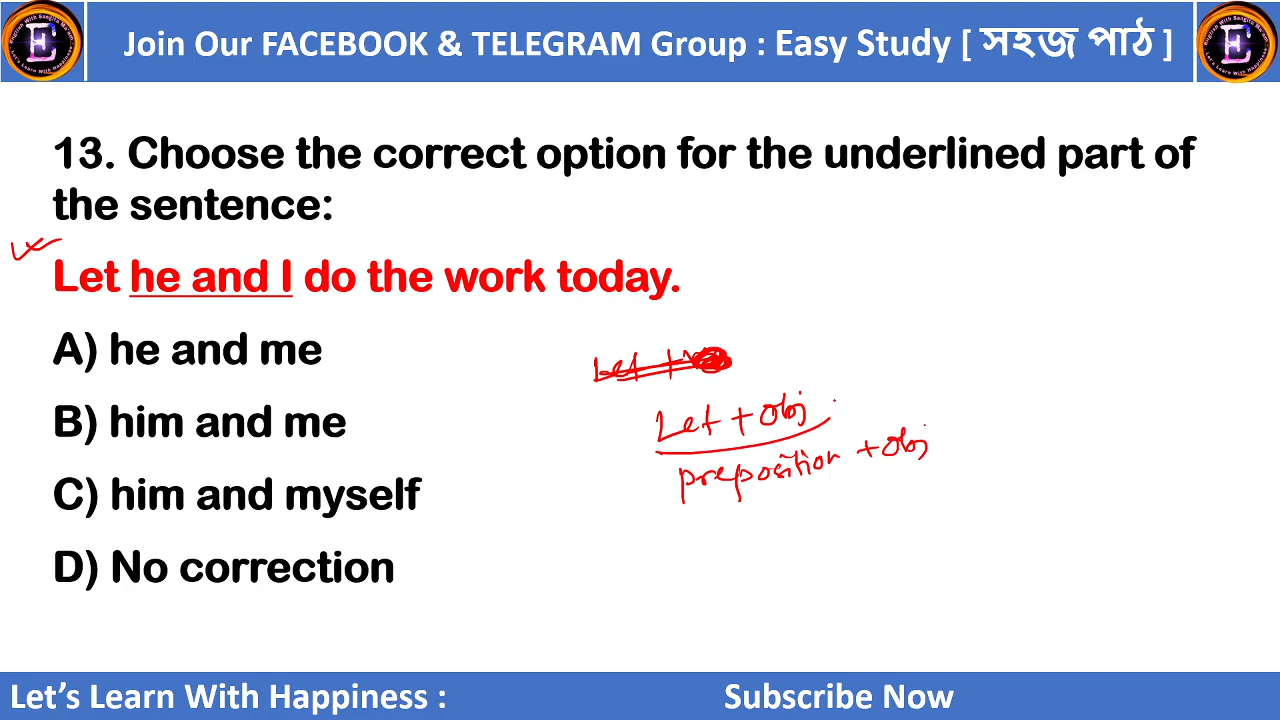 Join Our FACEBOOK & TELEGRAM Group : Easy Study [ সহজ পাঠ ]
E
E
13. Choose the correct option for the underlined part of
the sentence:
Let he and I do the work today.
A) he and me
B) him and me
C) him and myself
D) No correction
Let + Obj
preposition + Obj
Let’s Learn With Happiness :
Subscribe Now